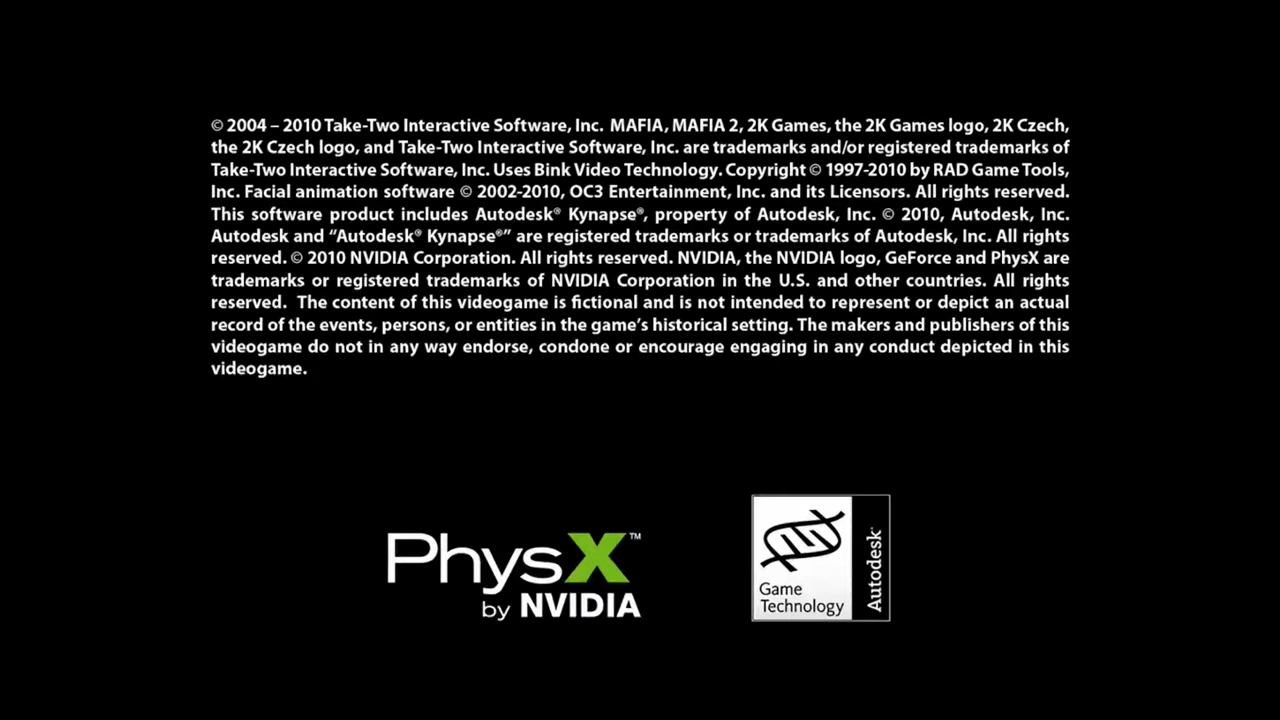 © 2004 – 2010 Take-Two Interactive Software, Inc.  MAFIA, MAFIA 2, 2K Games, the 2K Games logo, 2K Czech,
the 2K Czech logo, and Take-Two Interactive Software, Inc. are trademarks and/or registered trademarks of
Take-Two Interactive Software, Inc. Uses Bink Video Technology. Copyright © 1997-2010 by RAD Game Tools,
Inc. Facial animation software © 2002-2010, OC3 Entertainment, Inc. and its Licensors. All rights reserved.
This software product includes Autodesk® Kynapse®, property of Autodesk, Inc. © 2010, Autodesk, Inc.
Autodesk and “Autodesk® Kynapse®” are registered trademarks or trademarks of Autodesk, Inc. All rights
reserved. © 2010 NVIDIA Corporation. All rights reserved. NVIDIA, the NVIDIA logo, GeForce and PhysX are
trademarks or registered trademarks of NVIDIA Corporation in the U.S. and other countries. All rights
reserved.  The content of this videogame is fictional and is not intended to represent or depict an actual
record of the events, persons, or entities in the game’s historical setting. The makers and publishers of this
videogame do not in any way endorse, condone or encourage engaging in any conduct depicted in this
videogame.
PhysX™
by NVIDIA
Game
Technology
Autodesk®